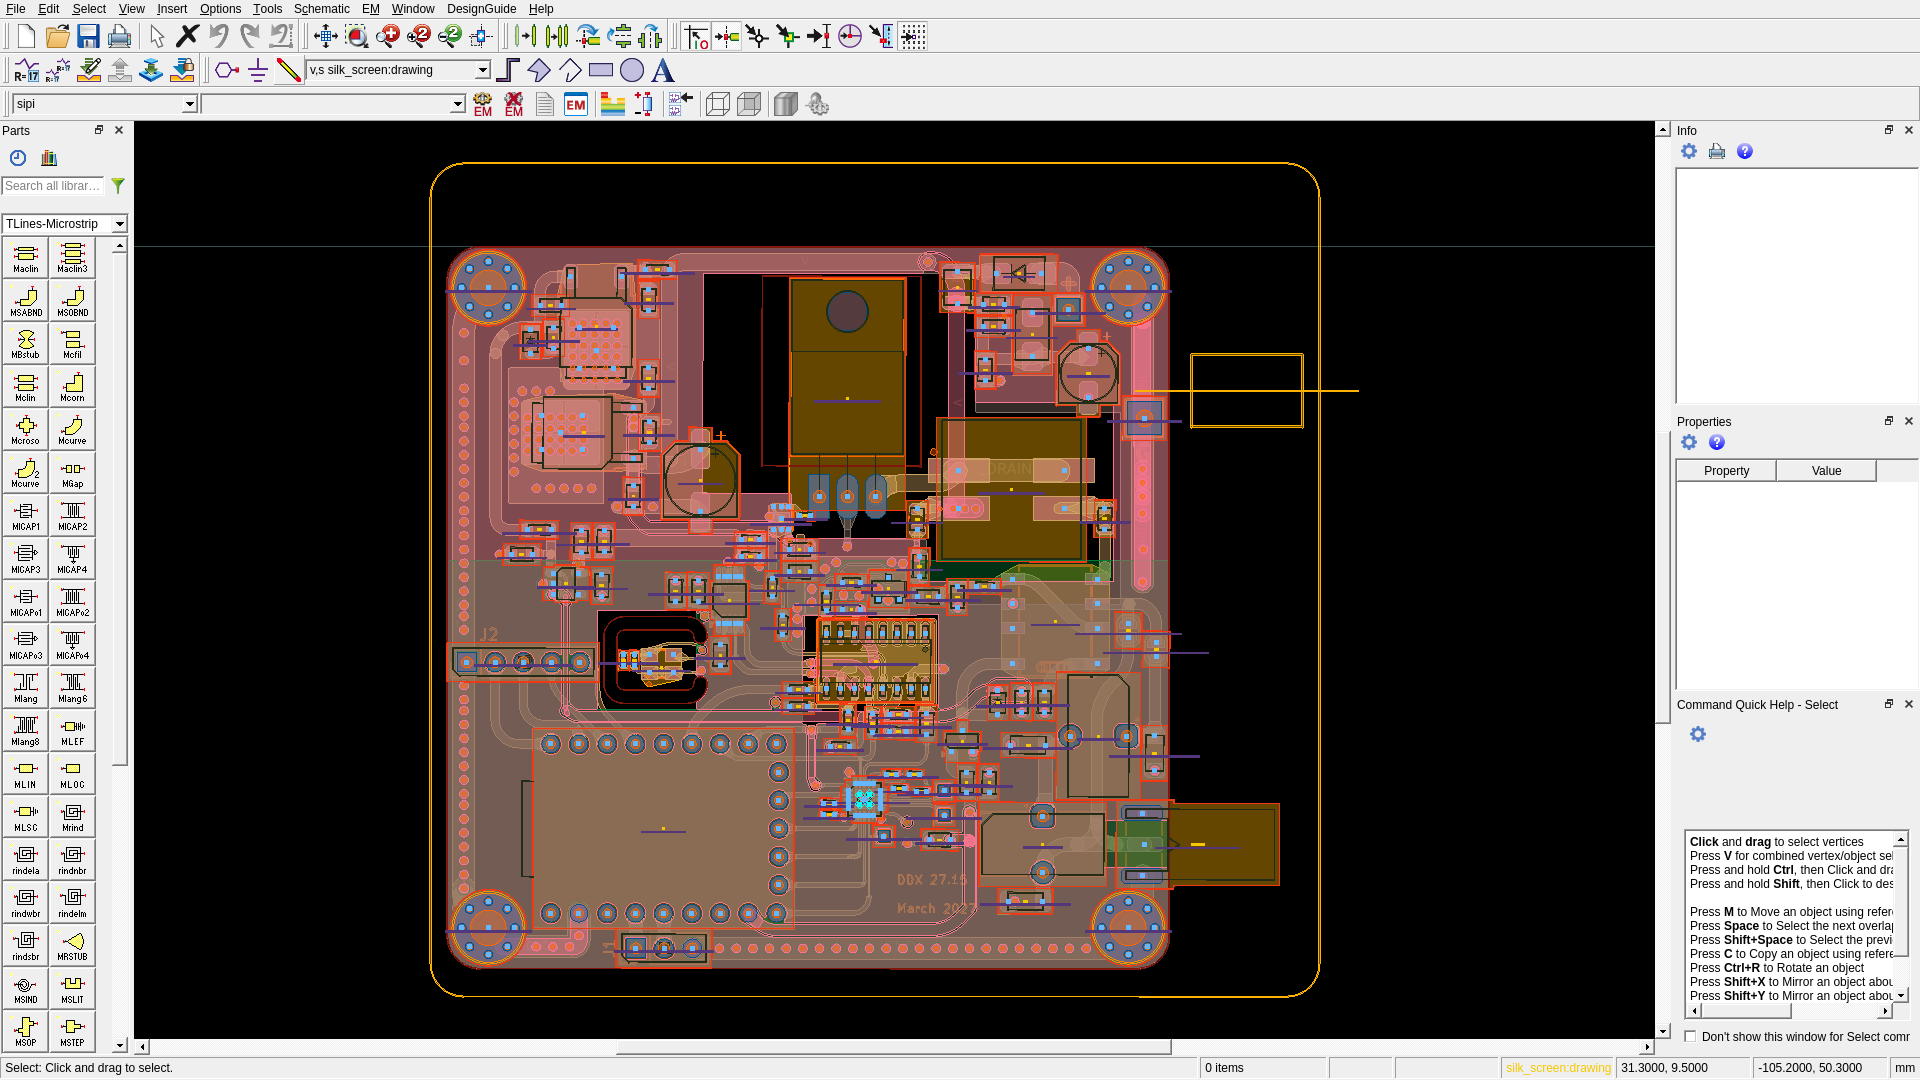 File Edit Select View Insert Options Tools Schematic EM Window DesignGuide Help
v,s silk_screen:drawing
sipi
Parts
Search all librar...
TLines-Microstrip
Maclin Maclin3
MSABND MSOBND
MBstub Mcfil
Mclin Mcorn
Mcroso Mcurve
Mcurve MGap
MICAP1 MICAP2
MICAP3 MICAP4
MICAPo1 MICAPo2
MICAPo3 MICAPo4
Mlang Mlang6
Mlang8 MLEF
MLIN MLOC
MLSC Mrind
rindela rindnbr
rindwbr rindelm
rindsbr MRSTUB
MSIND MSLIT
MSOP MSTEP
DRAIN
J2
DDX 27.15
March 202
Info
Properties
Property Value
Command Quick Help - Select
Click and drag to select vertices
Press V for combined vertex/object sel
Press and hold Ctrl, then Click and dra
Press and hold Shift, then Click to des
Press M to Move an object using refer
Press Space to Select the next overlap
Press Shift+Space to Select the previ
Press C to Copy an object using refere
Press Ctrl+R to Rotate an object
Press Shift+X to Mirror an object abou
Press Shift+Y to Mirror an object abou
Don't show this window for Select comr
Select: Click and drag to select.
0 items
silk_screen:drawing
31.3000, 9.5000
-105.2000, 50.3000
mm